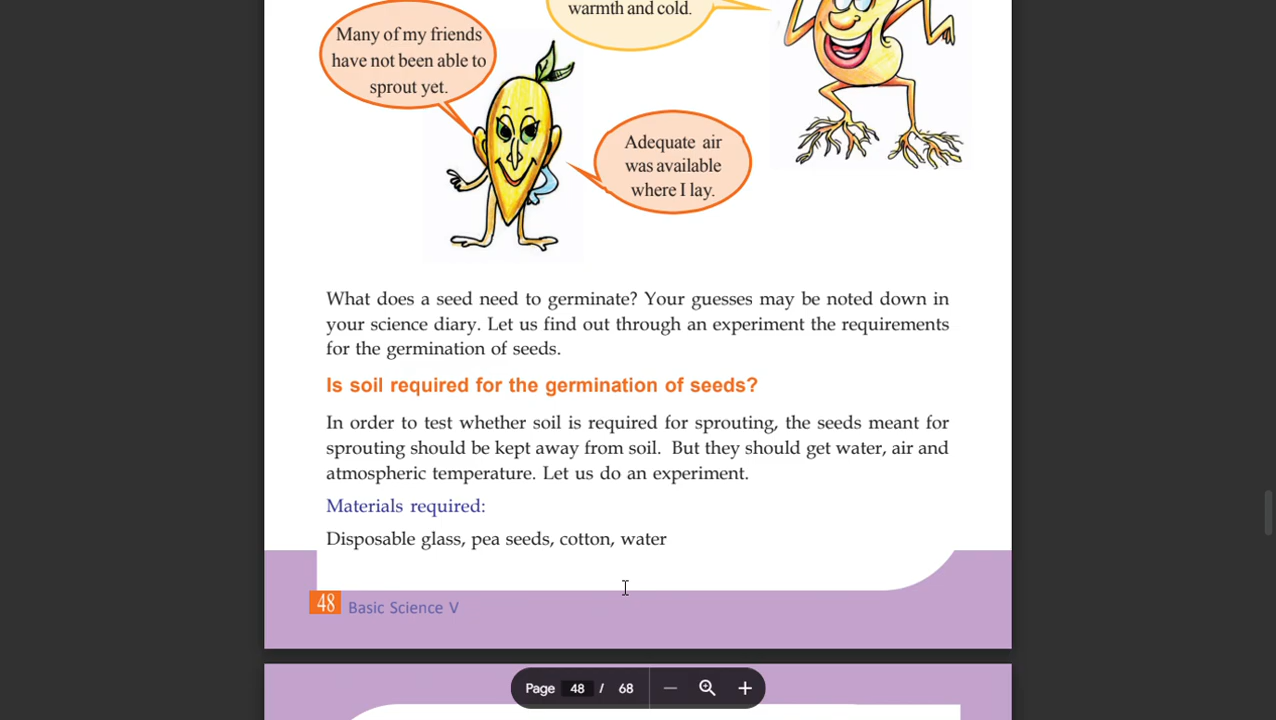 warmth and cold.
Many of my friends
have not been able to
sprout yet.
Adequate air
was available
where I lay.
What does a seed need to germinate? Your guesses may be noted down in
your science diary. Let us find out through an experiment the requirements
for the germination of seeds.
Is soil required for the germination of seeds?
In order to test whether soil is required for sprouting, the seeds meant for
sprouting should be kept away from soil. But they should get water, air and
atmospheric temperature. Let us do an experiment.
Materials required:
Disposable glass, pea seeds, cotton, water
48 Basic Science V
Page 48 / 68